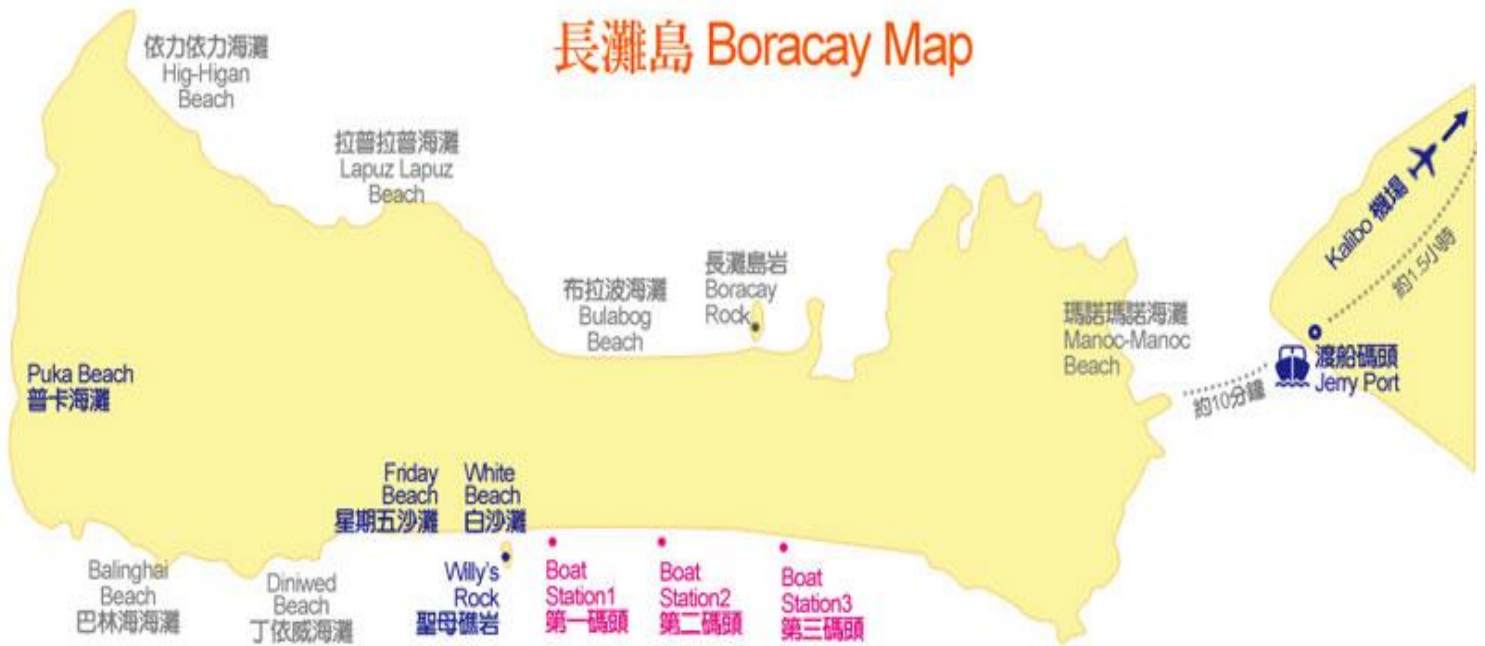 長灘島 Boracay Map
依力依力海灘
Hig-Higan
Beach
拉普拉普海灘
Lapuz Lapuz
Beach
布拉波海灘
Bulabog
Beach
長灘島岩
Boracay
Rock
瑪諾瑪諾海灘
Manoc-Manoc
Beach
Kalibo 機場
約1.5小時
渡船碼頭
Jerry Port
約10分鐘
Puka Beach
普卡海灘
Friday
Beach
星期五沙灘
White
Beach
白沙灘
Balinghai
Beach
巴林海海灘
Diniwed
Beach
丁依威海灘
Willy's
Rock
聖母礁岩
Boat
Station1
第一碼頭
Boat
Station2
第二碼頭
Boat
Station3
第三碼頭